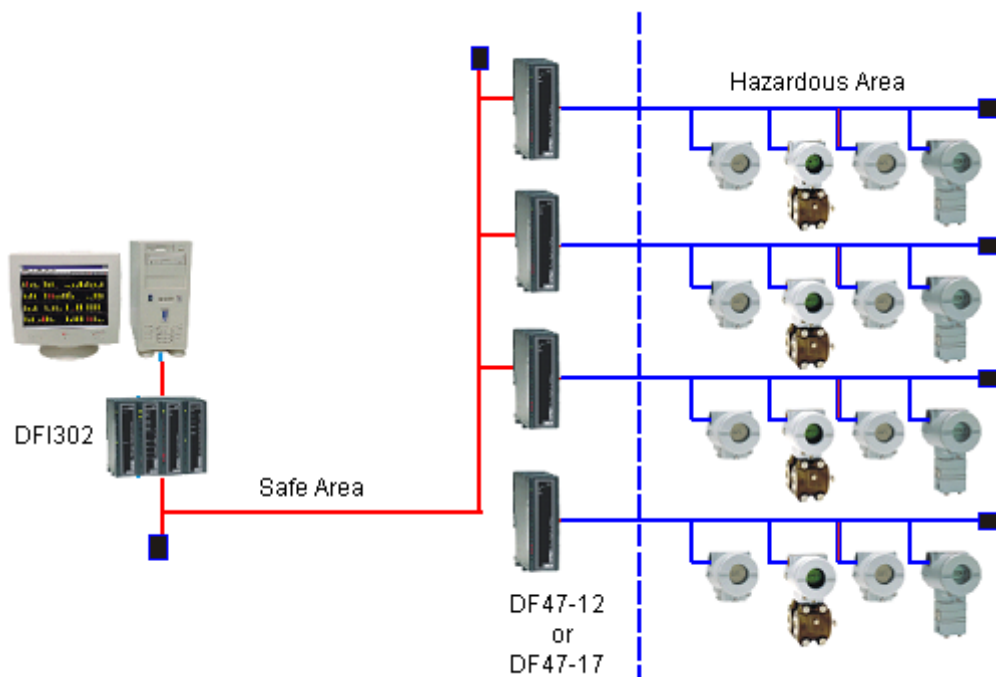 Hazardous Area
DFI302
Safe Area
DF47-12
or
DF47-17